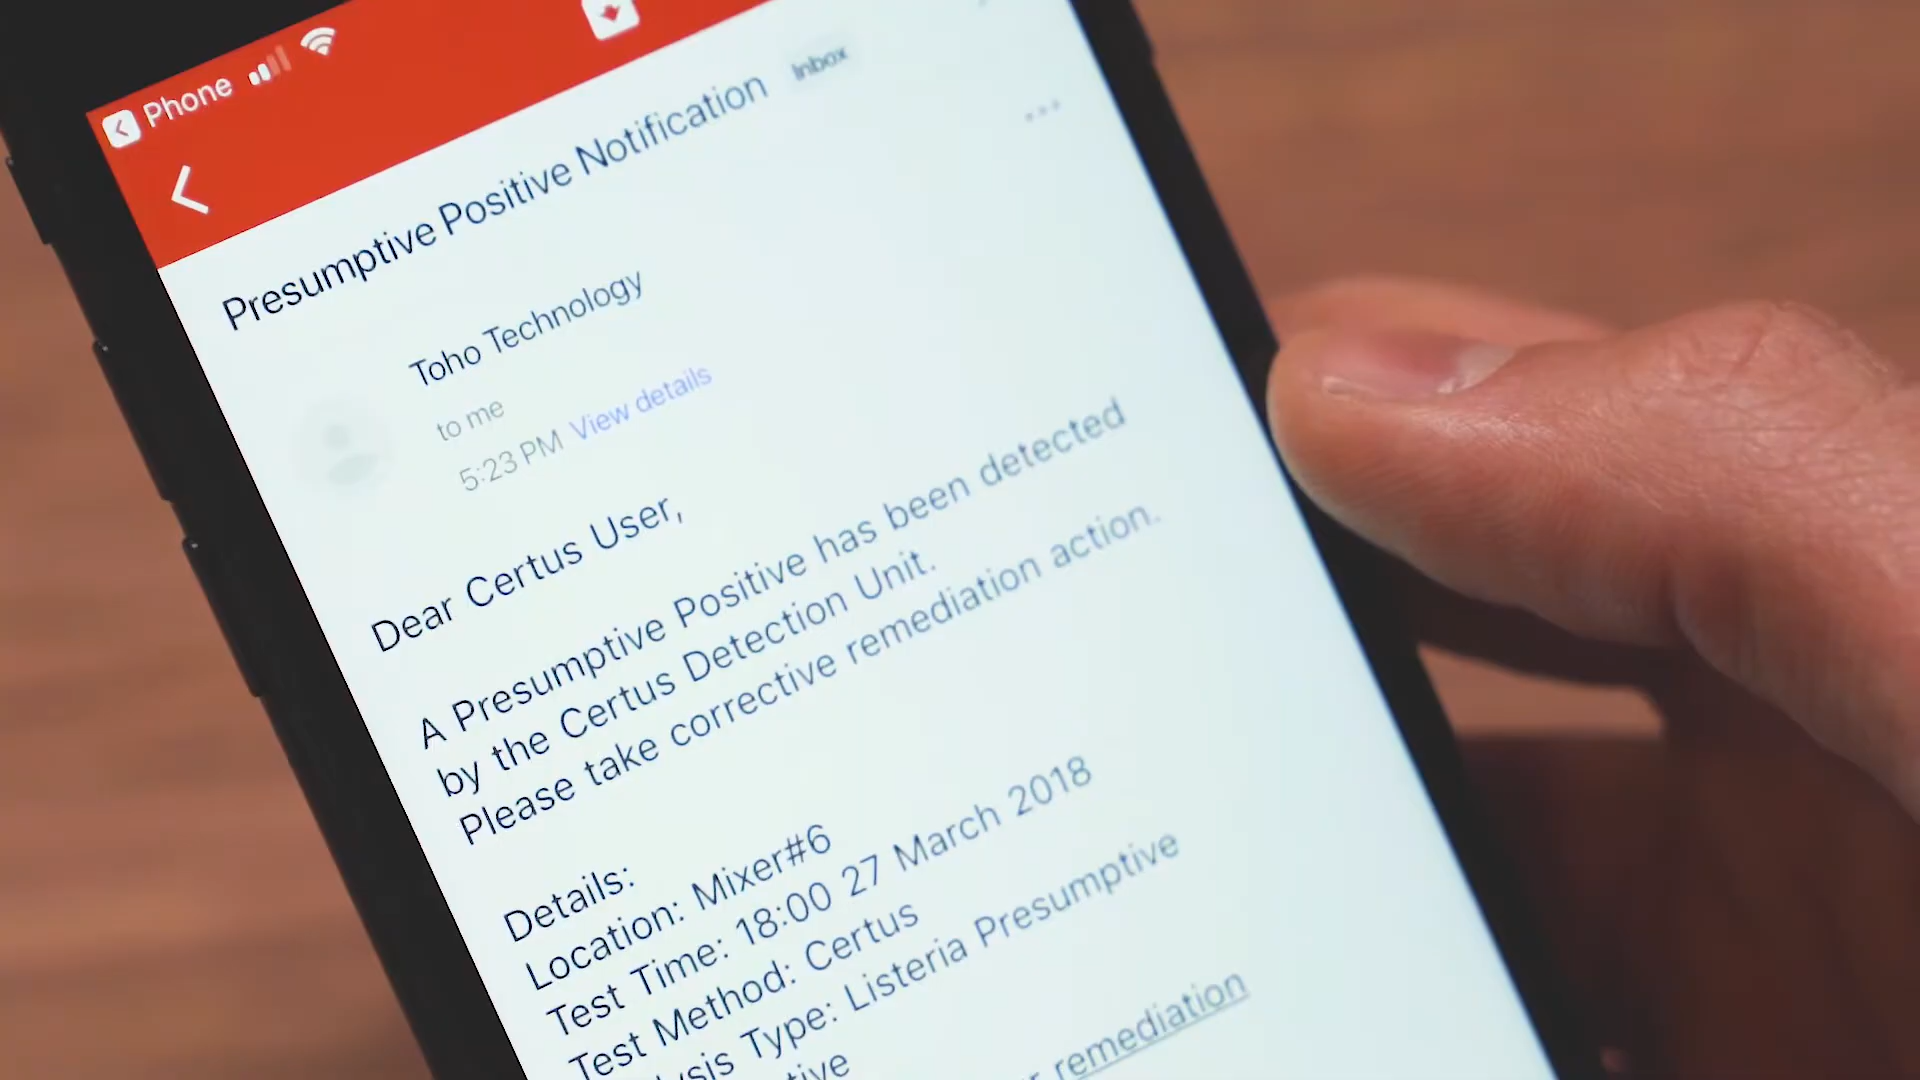 Phone
Presumptive Positive Notification Inbox
Toho Technology
to me
5:23 PM View details
Dear Certus User,
A Presumptive Positive has been detected
by the Certus Detection Unit.
Please take corrective remediation action.
Details:
Location: Mixer#6
Test Time: 18:00 27 March 2018
Test Method: Certus
Type: Listeria Presumptive
remediation